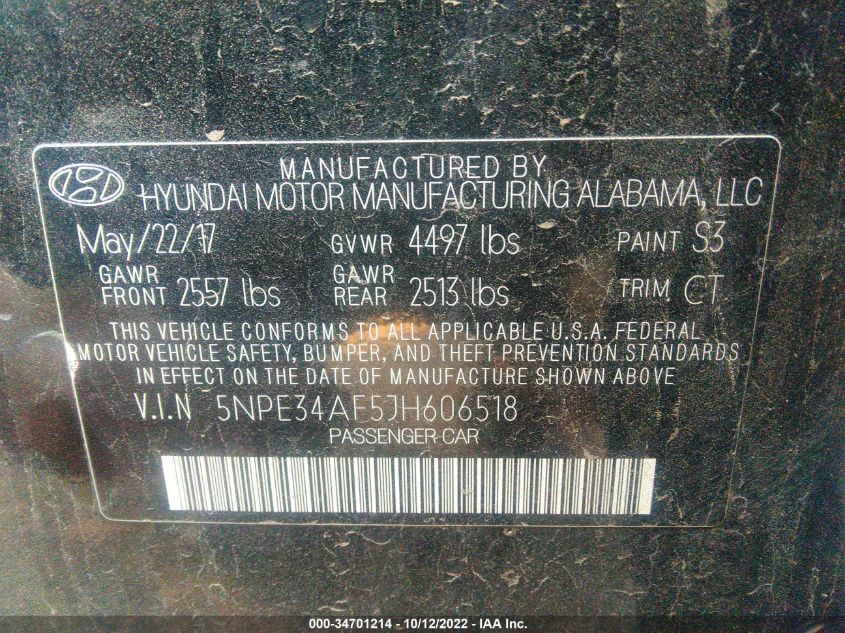 MANUFACTURED BY
HYUNDAI MOTOR MANUFACTURING ALABAMA, LLC
May/22/17 GVWR 4497 lbs PAINT S3
GAWR FRONT 2557 lbs GAWR REAR 2513 lbs TRIM CT
THIS VEHICLE CONFORMS TO ALL APPLICABLE U.S.A. FEDERAL
MOTOR VEHICLE SAFETY, BUMPER, AND THEFT PREVENTION STANDARDS
IN EFFECT ON THE DATE OF MANUFACTURE SHOWN ABOVE
V.I.N 5NPE34AF5JH606518
PASSENGER CAR
000-34701214 - 10/12/2022 - IAA Inc.